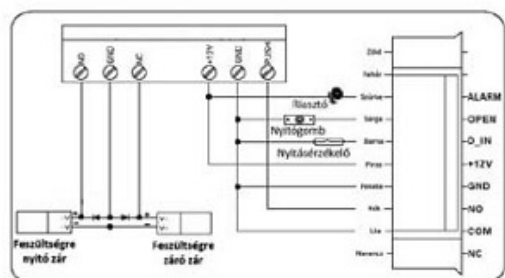 NO
GND
NC
+12V
GND
PUSH
Zöld
Fehér
Szürke
ALARM
Riasztó
Sárga
OPEN
Nyitógomb
Barna
D_IN
Nyitásérzékelő
Piros
+12V
Fekete
GND
Kék
NO
Lila
COM
Narancs
NC
Feszültségre
nyitó zár
Feszültségre
záró zár